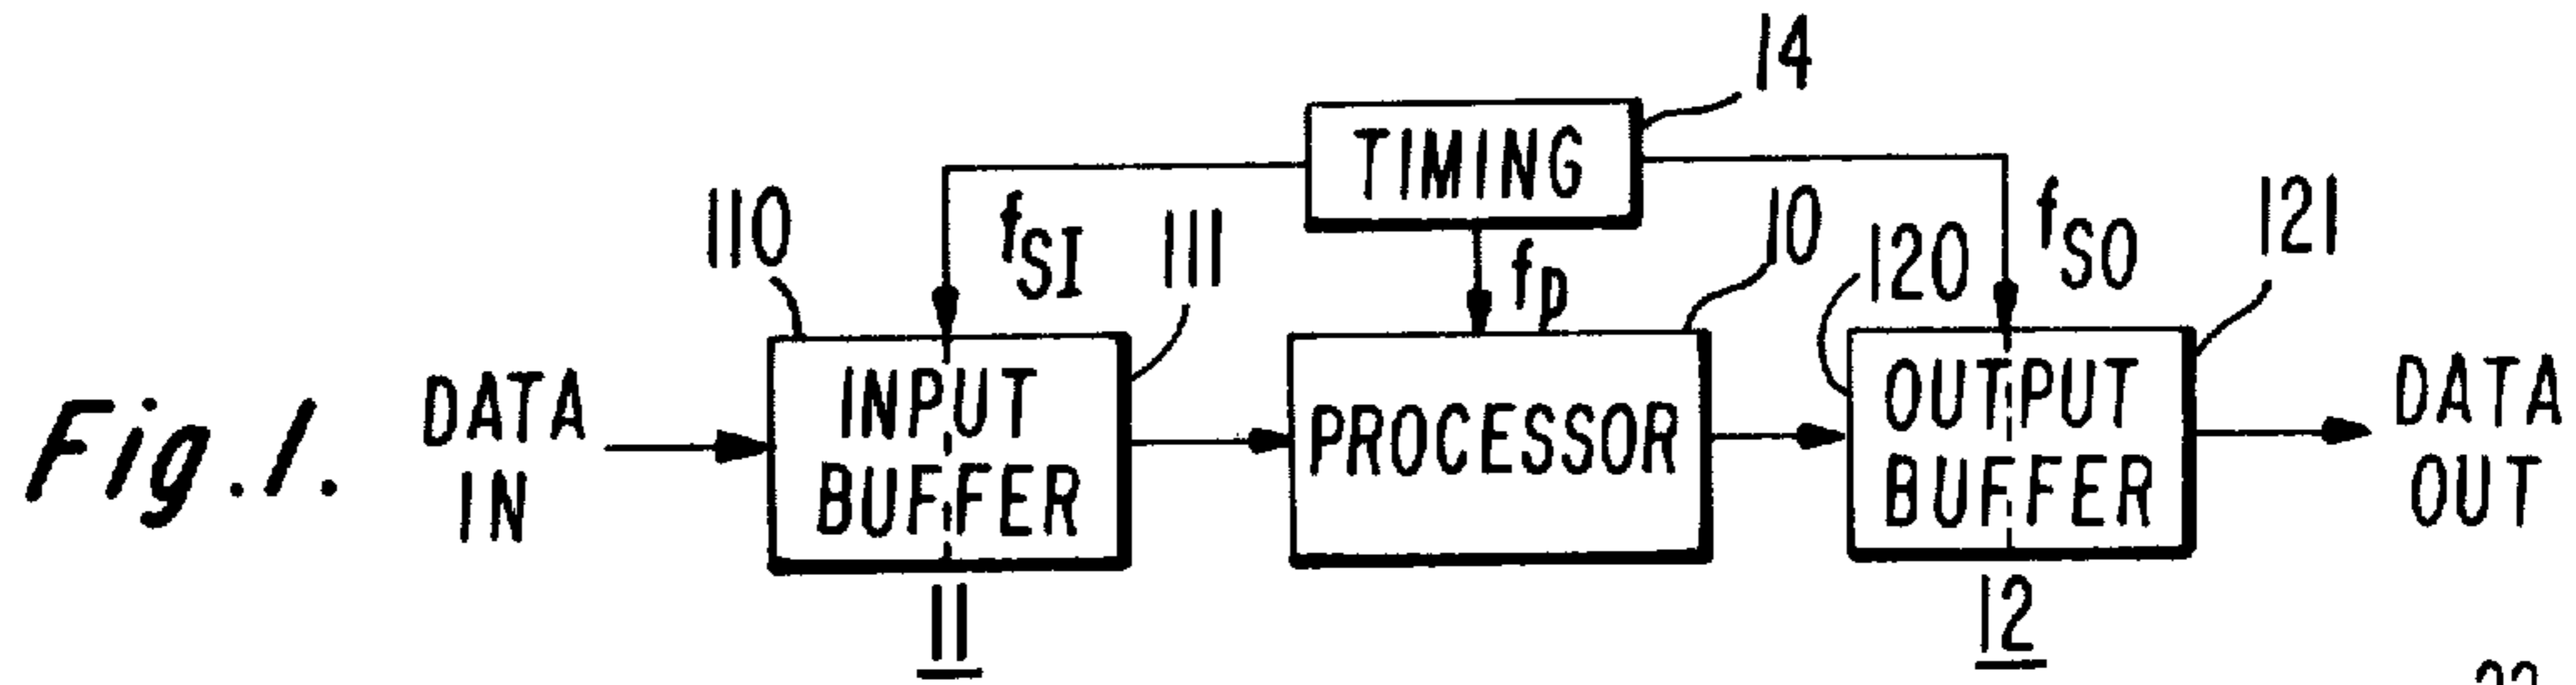 14
TIMING
110
fSI
111
fp
10
120
fSO
121
Fig.1.
DATA
IN
INPUT
BUFFER
PROCESSOR
OUTPUT
BUFFER
DATA
OUT
11
12